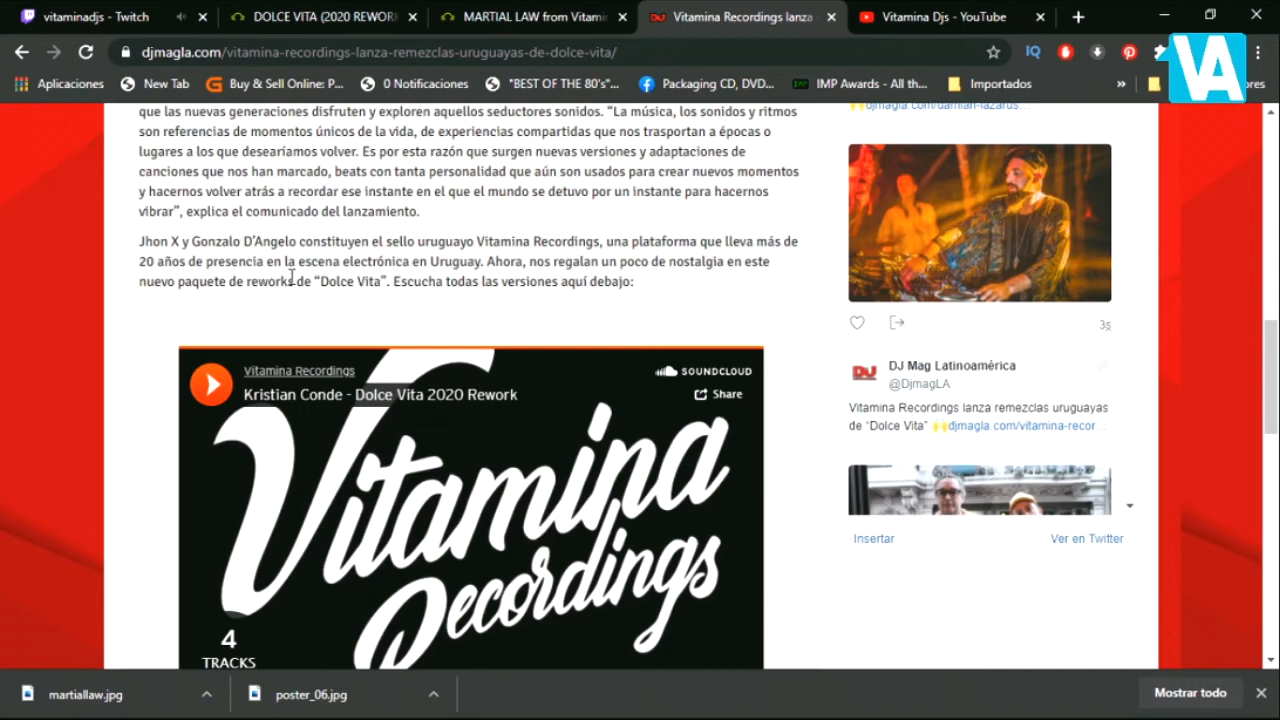 vitaminadjs - Twitch
DOLCE VITA (2020 REWOR
MARTIAL LAW from Vitamin
Vitamina Recordings lanza
Vitamina Djs - YouTube
djmagla.com/vitamina-recordings-lanza-remezclas-uruguayas-de-dolce-vita/
IQ
VA
Aplicaciones
New Tab
Buy & Sell Online: P...
0 Notificaciones
"BEST OF THE 80's"...
Packaging CD, DVD...
IMP Awards - All th...
Importados
»
ores
que las nuevas generaciones disfruten y exploren aquellos seductores sonidos. “La música, los sonidos y ritmos
son referencias de momentos únicos de la vida, de experiencias compartidas que nos trasportan a épocas o
lugares a los que desearíamos volver. Es por esta razón que surgen nuevas versiones y adaptaciones de
canciones que nos han marcado, beats con tanta personalidad que aún son usados para crear nuevos momentos
y hacernos volver atrás a recordar ese instante en el que el mundo se detuvo por un instante para hacernos
vibrar”, explica el comunicado del lanzamiento.
Jhon X y Gonzalo D’Angelo constituyen el sello uruguayo Vitamina Recordings, una plataforma que lleva más de
20 años de presencia en la escena electrónica en Uruguay. Ahora, nos regalan un poco de nostalgia en este
nuevo paquete de reworks de “Dolce Vita”. Escucha todas las versiones aquí debajo:
Vitamina Recordings
SOUNDCLOUD
Kristian Conde - Dolce Vita 2020 Rework
Share
Vitamina
Recordings
4
TRACKS
djmagla.com/damian-lazarus...
3s
DJ Mag Latinoamérica
@DjmagLA
Vitamina Recordings lanza remezclas uruguayas
de “Dolce Vita” 🙌djmagla.com/vitamina-recor...
Insertar
Ver en Twitter
martiallaw.jpg
poster_06.jpg
Mostrar todo